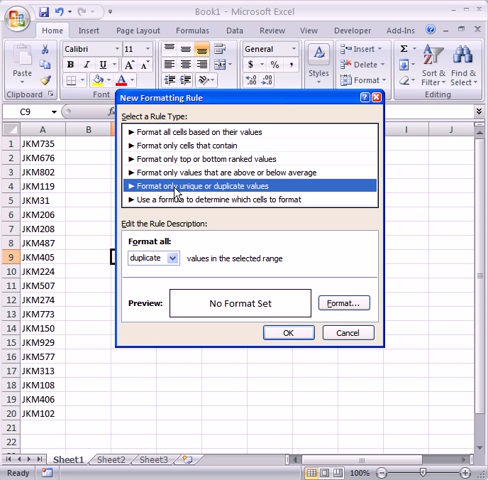 Book1 - Microsoft Excel
Home Insert Page Layout Formulas Data Review View Developer Add-Ins
Calibri 11 General Insert Σ
Delete
Format
Paste Styles Sort & Filter Find & Select
Clipboard Font Editing
C9
New Formatting Rule
Select a Rule Type:
► Format all cells based on their values
► Format only cells that contain
► Format only top or bottom ranked values
► Format only values that are above or below average
► Format only unique or duplicate values
► Use a formula to determine which cells to format
Edit the Rule Description:
Format all:
duplicate values in the selected range
Preview: No Format Set Format...
OK Cancel
A B I J
1 JKM735
2 JKM676
3 JKM802
4 JKM119
5 JKM31
6 JKM206
7 JKM208
8 JKM487
9 JKM405
10 JKM224
11 JKM507
12 JKM274
13 JKM773
14 JKM150
15 JKM929
16 JKM577
17 JKM313
18 JKM108
19 JKM406
20 JKM102
21
22
Sheet1 Sheet2 Sheet3
Ready 100%